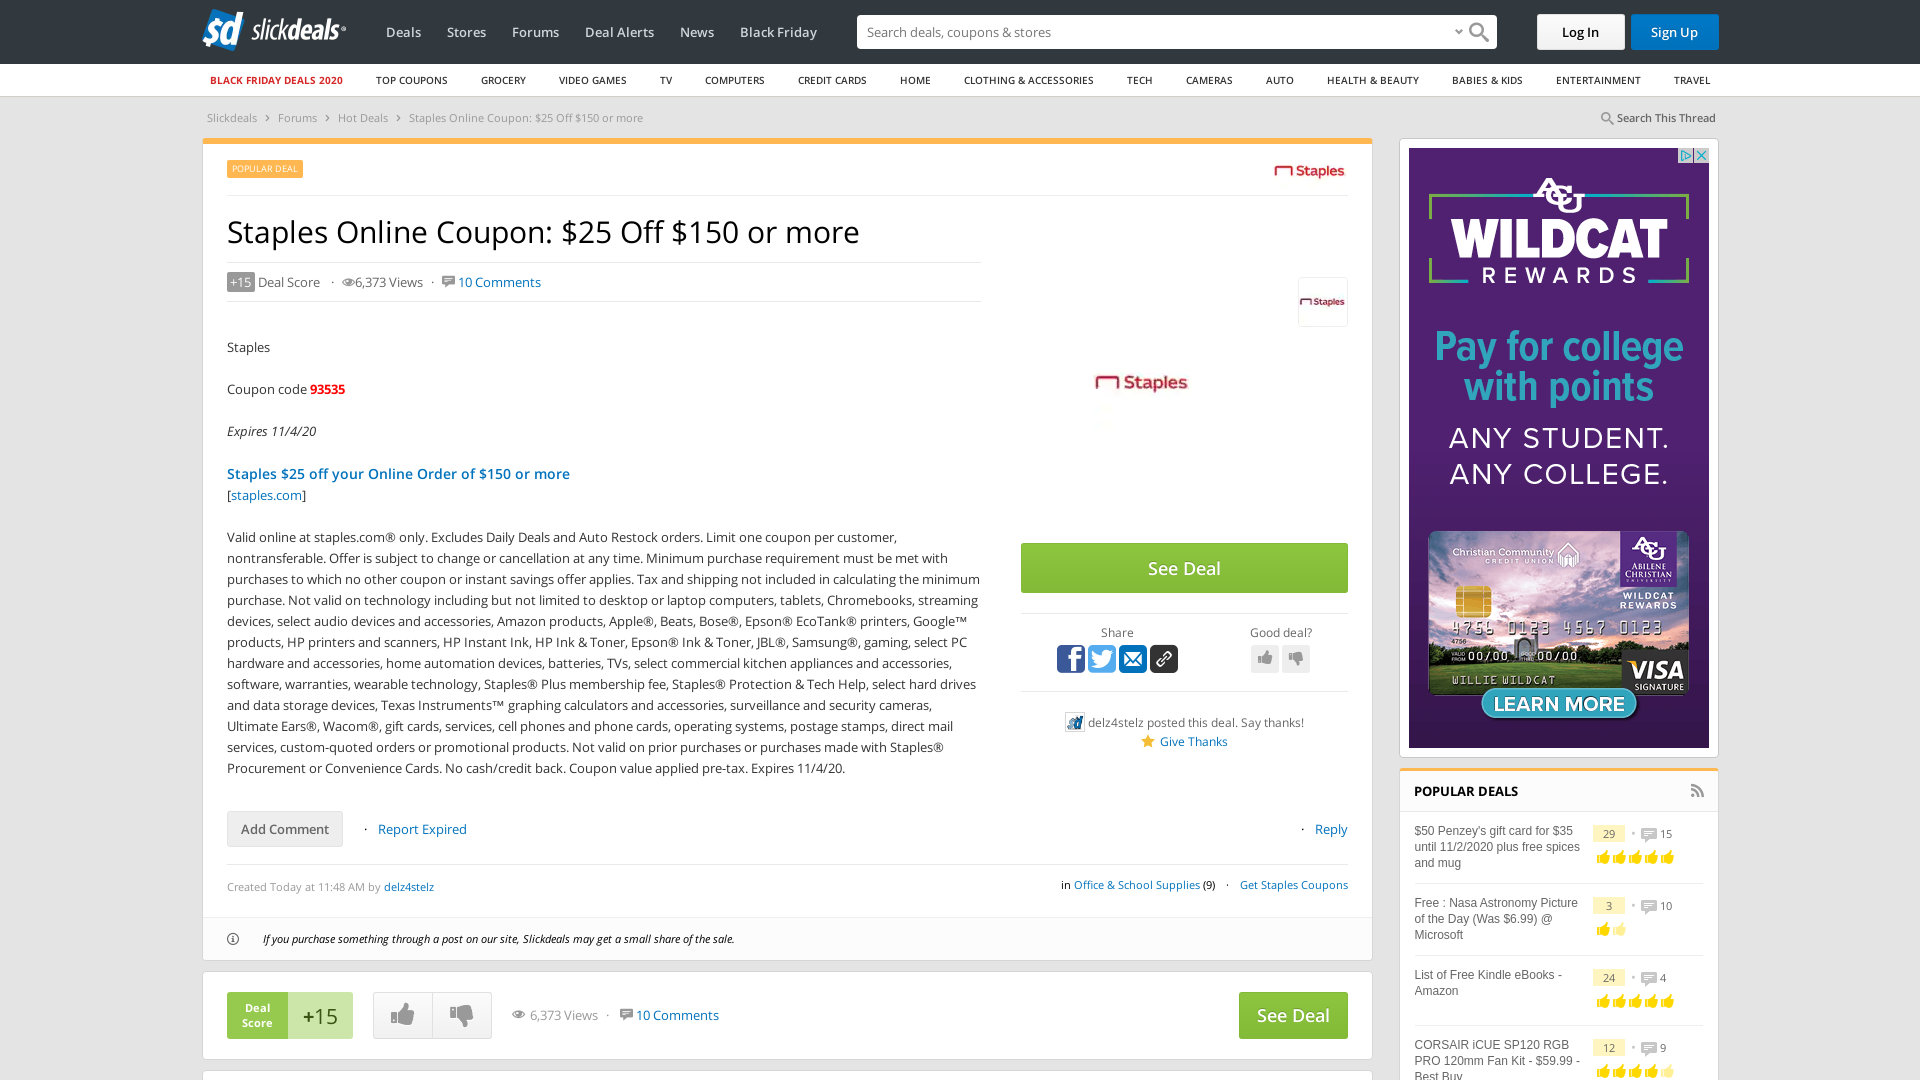 slickdeals
Deals
Stores
Forums
Deal Alerts
News
Black Friday
Search deals, coupons & stores
Log In
Sign Up
BLACK FRIDAY DEALS 2020
TOP COUPONS
GROCERY
VIDEO GAMES
TV
COMPUTERS
CREDIT CARDS
HOME
CLOTHING & ACCESSORIES
TECH
CAMERAS
AUTO
HEALTH & BEAUTY
BABIES & KIDS
ENTERTAINMENT
TRAVEL
Slickdeals > Forums > Hot Deals > Staples Online Coupon: $25 Off $150 or more
Search This Thread
POPULAR DEAL
Staples
Staples Online Coupon: $25 Off $150 or more
+15 Deal Score · 6,373 Views · 10 Comments
Staples
Staples
Staples
Coupon code 93535
Expires 11/4/20
Staples $25 off your Online Order of $150 or more
[staples.com]
Valid online at staples.com® only. Excludes Daily Deals and Auto Restock orders. Limit one coupon per customer,
nontransferable. Offer is subject to change or cancellation at any time. Minimum purchase requirement must be met with
purchases to which no other coupon or instant savings offer applies. Tax and shipping not included in calculating the minimum
purchase. Not valid on technology including but not limited to desktop or laptop computers, tablets, Chromebooks, streaming
devices, select audio devices and accessories, Amazon products, Apple®, Beats, Bose®, Epson® EcoTank® printers, Google™
products, HP printers and scanners, HP Instant Ink, HP Ink & Toner, Epson® Ink & Toner, JBL®, Samsung®, gaming, select PC
hardware and accessories, home automation devices, batteries, TVs, select commercial kitchen appliances and accessories,
software, warranties, wearable technology, Staples® Plus membership fee, Staples® Protection & Tech Help, select hard drives
and data storage devices, Texas Instruments™ graphing calculators and accessories, surveillance and security cameras,
Ultimate Ears®, Wacom®, gift cards, services, cell phones and phone cards, operating systems, postage stamps, direct mail
services, custom-quoted orders or promotional products. Not valid on prior purchases or purchases made with Staples®
Procurement or Convenience Cards. No cash/credit back. Coupon value applied pre-tax. Expires 11/4/20.
See Deal
Share
Good deal?
delz4stelz posted this deal. Say thanks!
Give Thanks
Add Comment
· Report Expired
· Reply
Created Today at 11:48 AM by delz4stelz
in Office & School Supplies (9) · Get Staples Coupons
If you purchase something through a post on our site, Slickdeals may get a small share of the sale.
Deal
Score
+15
6,373 Views · 10 Comments
See Deal
ACU
WILDCAT
REWARDS
Pay for college
with points
ANY STUDENT.
ANY COLLEGE.
Christian Community
CREDIT UNION
ACU
ABILENE
CHRISTIAN
UNIVERSITY
WILDCAT
REWARDS
4756 0123 4567 0123
4756
00/00
00/00
WILLIE WILDCAT
VISA
SIGNATURE
LEARN MORE
POPULAR DEALS
$50 Penzey's gift card for $35
until 11/2/2020 plus free spices
and mug
29 · 15
Free : Nasa Astronomy Picture
of the Day (Was $6.99) @
Microsoft
3 · 10
List of Free Kindle eBooks -
Amazon
24 · 4
CORSAIR iCUE SP120 RGB
PRO 120mm Fan Kit - $59.99 -
Best Buy
12 · 9